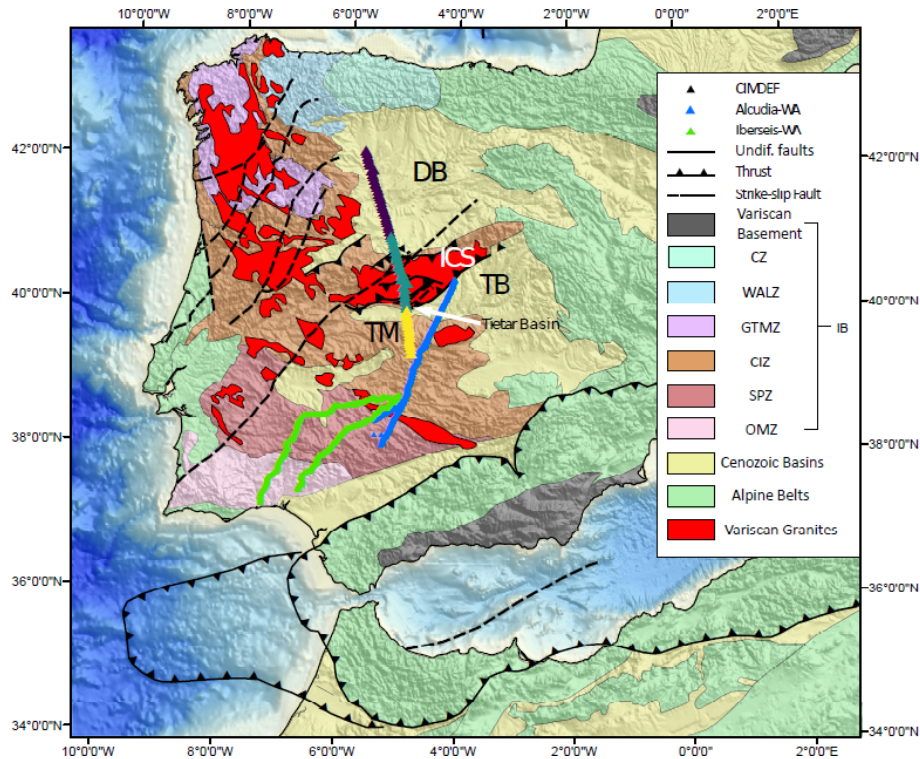 10°0'0"W 8°0'0"W 6°0'0"W 4°0'0"W 2°0'0"W 0°0'0"E 2°0'0"E
42°0'0"N
40°0'0"N
38°0'0"N
36°0'0"N
34°0'0"N
DB
ICS
TB
TM
Tietar Basin
CIMDEF
Alcudia-WA
Iberseis-WA
Undif. faults
Thrust
Strike-slip Fault
Variscan
Basement
CZ
WALZ
GTMZ
IB
CIZ
SPZ
OMZ
Cenozoic Basins
Alpine Belts
Variscan Granites
42°0'0"N
40°0'0"N
38°0'0"N
36°0'0"N
34°0'0"N
10°0'0"W 8°0'0"W 6°0'0"W 4°0'0"W 2°0'0"W 0°0'0"E 2°0'0"E